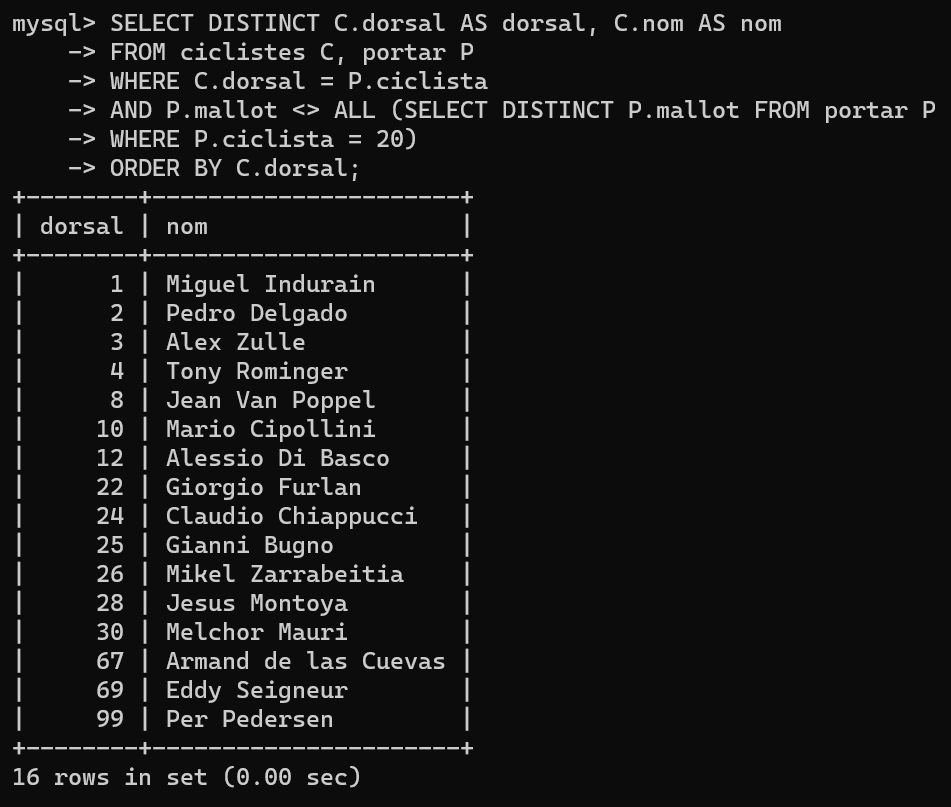 mysql> SELECT DISTINCT C.dorsal AS dorsal, C.nom AS nom
    -> FROM ciclistes C, portar P
    -> WHERE C.dorsal = P.ciclista
    -> AND P.mallot <> ALL (SELECT DISTINCT P.mallot FROM portar P
    -> WHERE P.ciclista = 20)
    -> ORDER BY C.dorsal;
+--------+----------------------+
| dorsal | nom                  |
+--------+----------------------+
|      1 | Miguel Indurain      |
|      2 | Pedro Delgado        |
|      3 | Alex Zulle           |
|      4 | Tony Rominger        |
|      8 | Jean Van Poppel      |
|     10 | Mario Cipollini      |
|     12 | Alessio Di Basco     |
|     22 | Giorgio Furlan       |
|     24 | Claudio Chiappucci   |
|     25 | Gianni Bugno         |
|     26 | Mikel Zarrabeitia    |
|     28 | Jesus Montoya        |
|     30 | Melchor Mauri        |
|     67 | Armand de las Cuevas |
|     69 | Eddy Seigneur        |
|     99 | Per Pedersen         |
+--------+----------------------+
16 rows in set (0.00 sec)